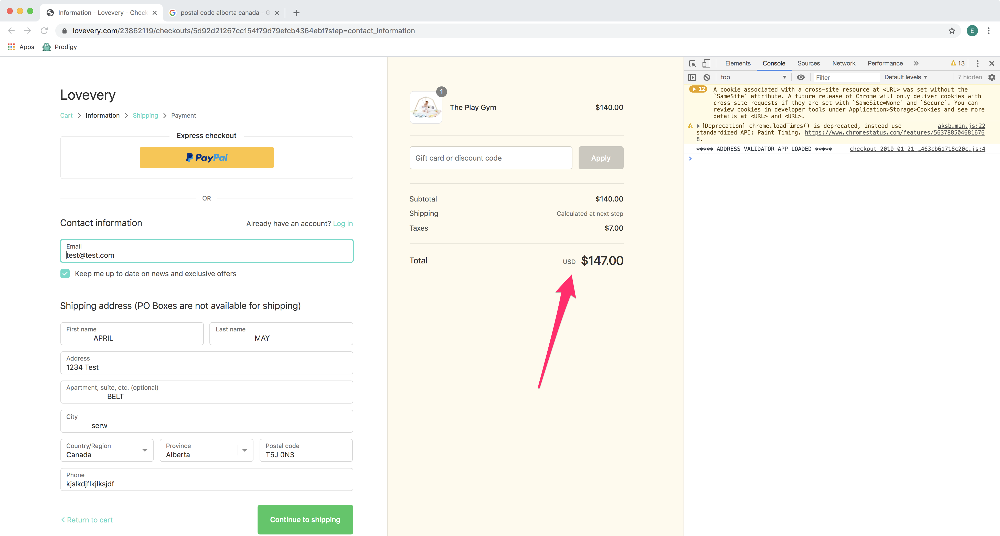 Information - Lovevery - Check
postal code alberta canada - G
lovevery.com/23862119/checkouts/5d92d21267cc154f79d79efcb4364ebf?step=contact_information
E
Apps
Prodigy
Lovevery
Cart > Information > Shipping > Payment
Express checkout
PayPal
OR
Contact information
Already have an account? Log in
Email
test@test.com
Keep me up to date on news and exclusive offers
Shipping address (PO Boxes are not available for shipping)
First name
APRIL
Last name
MAY
Address
1234 Test
Apartment, suite, etc. (optional)
BELT
City
serw
Country/Region
Canada
Province
Alberta
Postal code
T5J 0N3
Phone
kjslkdjflkjlksjdf
< Return to cart
Continue to shipping
1
The Play Gym
$140.00
Gift card or discount code
Apply
Subtotal
$140.00
Shipping
Calculated at next step
Taxes
$7.00
Total
USD $147.00
Elements Console Sources Network Performance » 13
top Filter Default levels 7 hidden
12 A cookie associated with a cross-site resource at <URL> was set without the
`SameSite` attribute. A future release of Chrome will only deliver cookies with
cross-site requests if they are set with `SameSite=None` and `Secure`. You can
review cookies in developer tools under Application>Storage>Cookies and see more
details at <URL> and <URL>.
[Deprecation] chrome.loadTimes() is deprecated, instead use aksb.min.js:22
standardized API: Paint Timing. https://www.chromestatus.com/features/563788504681676
8.
***** ADDRESS VALIDATOR APP LOADED ***** checkout_2019-01-21-…463cb61718c20c.js:4